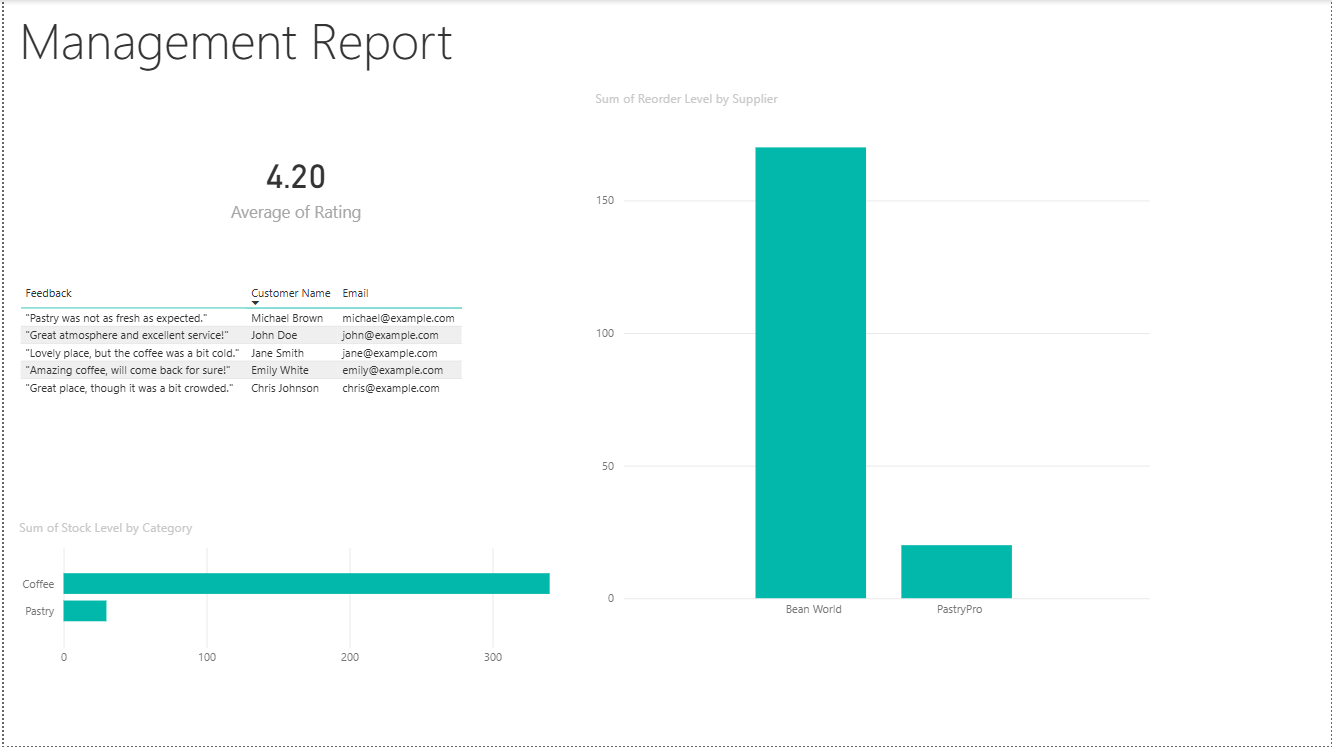 Management Report
4.20
Average of Rating
Feedback Customer Name Email
"Pastry was not as fresh as expected." Michael Brown michael@example.com
"Great atmosphere and excellent service!" John Doe john@example.com
"Lovely place, but the coffee was a bit cold." Jane Smith jane@example.com
"Amazing coffee, will come back for sure!" Emily White emily@example.com
"Great place, though it was a bit crowded." Chris Johnson chris@example.com
Sum of Stock Level by Category
Coffee
Pastry
0 100 200 300
Sum of Reorder Level by Supplier
150
100
50
0
Bean World PastryPro